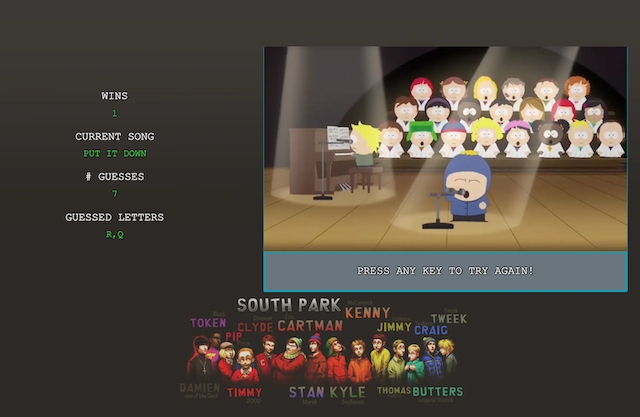 WINS
1
CURRENT SONG
PUT IT DOWN
# GUESSES
7
GUESSED LETTERS
R,Q
PRESS ANY KEY TO TRY AGAIN!
SOUTH PARK
KENNY
TOKEN
CLYDE
CARTMAN
JIMMY
CRAIG
TWEEK
PIP
DAMIEN
TIMMY
STAN
KYLE
THOMAS
BUTTERS